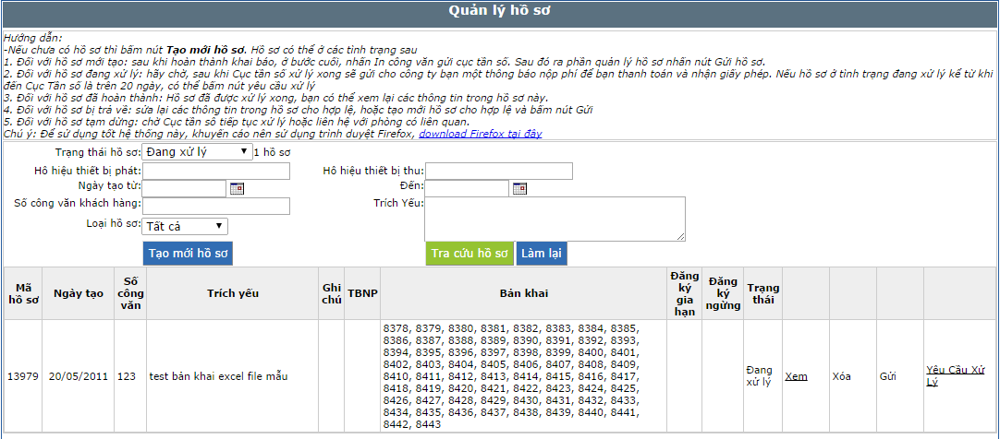 Quản lý hồ sơ
Hướng dẫn:
-Nếu chưa có hồ sơ thì bấm nút Tạo mới hồ sơ. Hồ sơ có thể ở các tình trạng sau
1. Đối với hồ sơ mới tạo: sau khi hoàn thành khai báo, ở bước cuối, nhấn In công văn gửi cục tần số. Sau đó ra phần quản lý hồ sơ nhấn nút Gửi hồ sơ.
2. Đối với hồ sơ đang xử lý: hãy chờ, sau khi Cục tần số xử lý xong sẽ gửi cho công ty bạn một thông báo nộp phí để bạn thanh toán và nhận giấy phép. Nếu hồ sơ ở tình trạng đang xử lý kể từ khi
đến Cục Tần số là trên 20 ngày, có thể bấm nút yêu cầu xử lý
3. Đối với hồ sơ đã hoàn thành: Hồ sơ đã được xử lý xong, bạn có thể xem lại các thông tin trong hồ sơ này.
4. Đối với hồ sơ bị trả về: sửa lại các thông tin trong hồ sơ cho hợp lệ, hoặc tạo mới hồ sơ cho hợp lệ và bấm nút Gửi
5. Đối với hồ sơ tạm dừng: chờ Cục tần số tiếp tục xử lý hoặc liên hệ với phòng có liên quan.
Chú ý: Để sử dụng tốt hệ thống này, khuyến cáo nên sử dụng trình duyệt Firefox, download Firefox tại đây
Trạng thái hồ sơ: Đang xử lý 1 hồ sơ
Hô hiệu thiết bị phát: Hô hiệu thiết bị thu:
Ngày tạo từ: Đến:
Số công văn khách hàng: Trích Yếu:
Loại hồ sơ: Tất cả
Tạo mới hồ sơ Tra cứu hồ sơ Làm lại
Mã hồ sơ Ngày tạo Số công văn Trích yếu Ghi chú TBNP Bản khai Đăng ký gia hạn Đăng ký ngừng Trạng thái
8378, 8379, 8380, 8381, 8382, 8383, 8384, 8385,
8386, 8387, 8388, 8389, 8390, 8391, 8392, 8393,
8394, 8395, 8396, 8397, 8398, 8399, 8400, 8401,
8402, 8403, 8404, 8405, 8406, 8407, 8408, 8409,
13979 20/05/2011 123 test bản khai excel file mẫu 8410, 8411, 8412, 8413, 8414, 8415, 8416, 8417, Đang xử lý Xem Xóa Gửi Yêu Cầu Xử Lý
8418, 8419, 8420, 8421, 8422, 8423, 8424, 8425,
8426, 8427, 8428, 8429, 8430, 8431, 8432, 8433,
8434, 8435, 8436, 8437, 8438, 8439, 8440, 8441,
8442, 8443